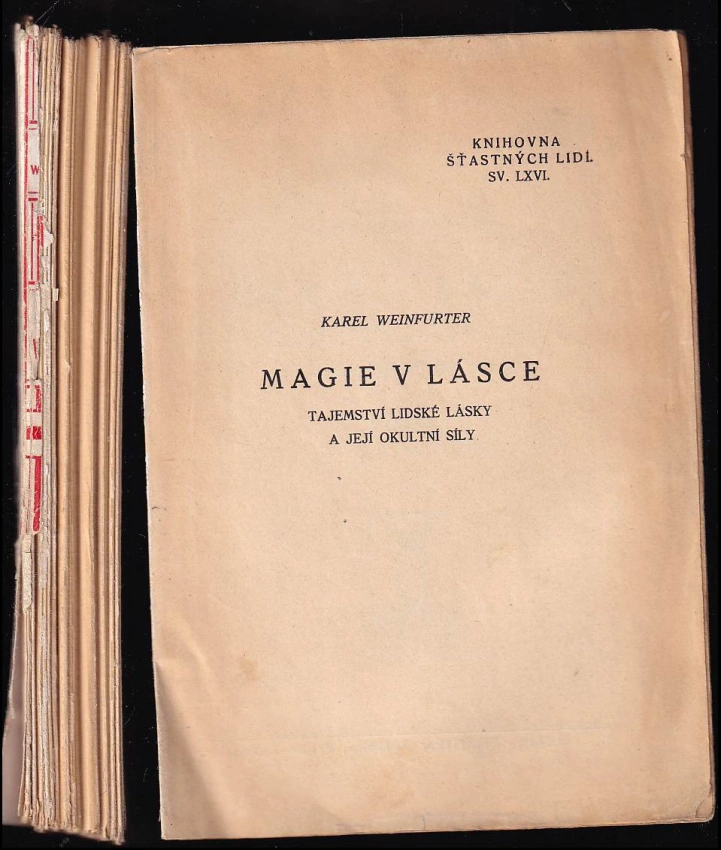 KNIHOVNA
ŠŤASTNÝCH LIDÍ.
SV. LXVI.
KAREL WEINFURTER
MAGIE V LÁSCE
TAJEMSTVÍ LIDSKÉ LÁSKY
A JEJÍ OKULTNÍ SÍLY
W